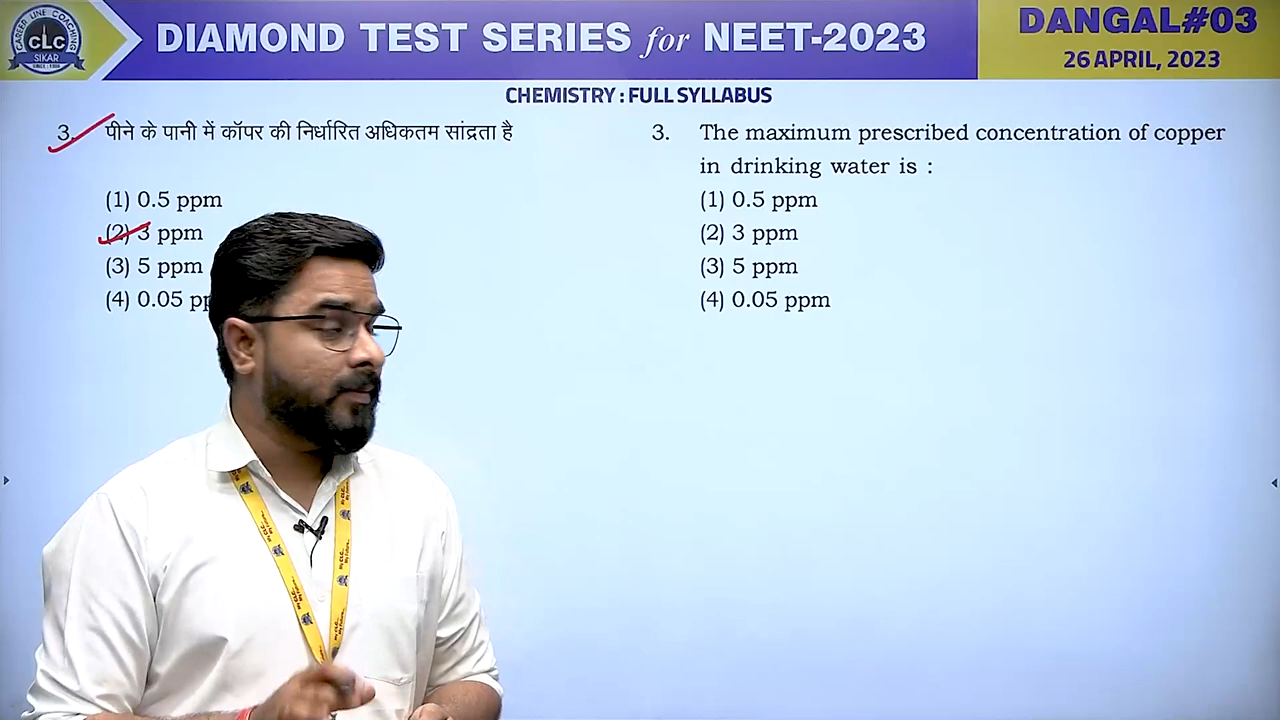 CAREER LINE COACHING
CLC
SIKAR
SINCE : 1996
DIAMOND TEST SERIES for NEET-2023
DANGAL#03
26 APRIL, 2023
CHEMISTRY : FULL SYLLABUS
3. पीने के पानी में कॉपर की निर्धारित अधिकतम सांद्रता है
(1) 0.5 ppm
(2) 3 ppm
(3) 5 ppm
(4) 0.05 pp
3. The maximum prescribed concentration of copper
in drinking water is :
(1) 0.5 ppm
(2) 3 ppm
(3) 5 ppm
(4) 0.05 ppm